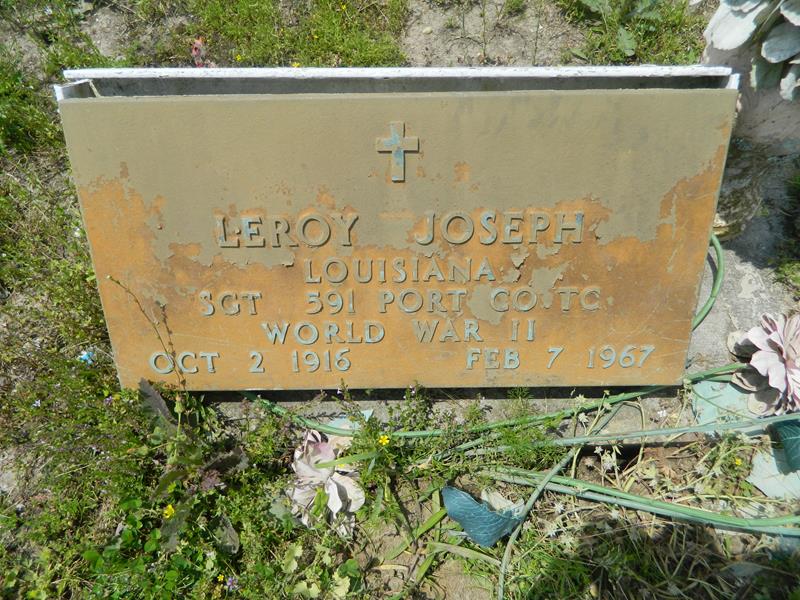 LEROY JOSEPH
LOUISIANA
SGT 591 PORT CO TC
WORLD WAR II
OCT 2 1916 FEB 7 1967